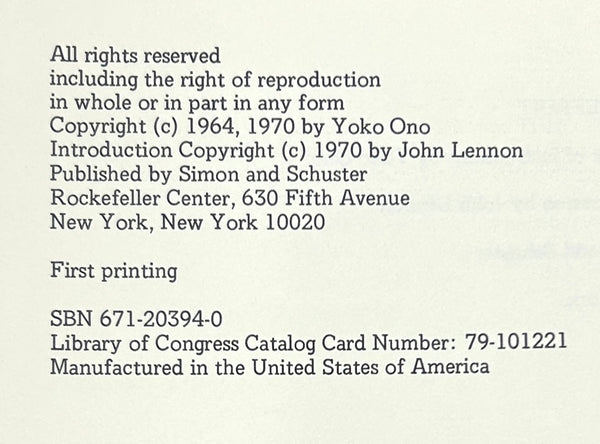 All rights reserved
including the right of reproduction
in whole or in part in any form
Copyright (c) 1964, 1970 by Yoko Ono
Introduction Copyright (c) 1970 by John Lennon
Published by Simon and Schuster
Rockefeller Center, 630 Fifth Avenue
New York, New York 10020
First printing
SBN 671-20394-0
Library of Congress Catalog Card Number: 79-101221
Manufactured in the United States of America